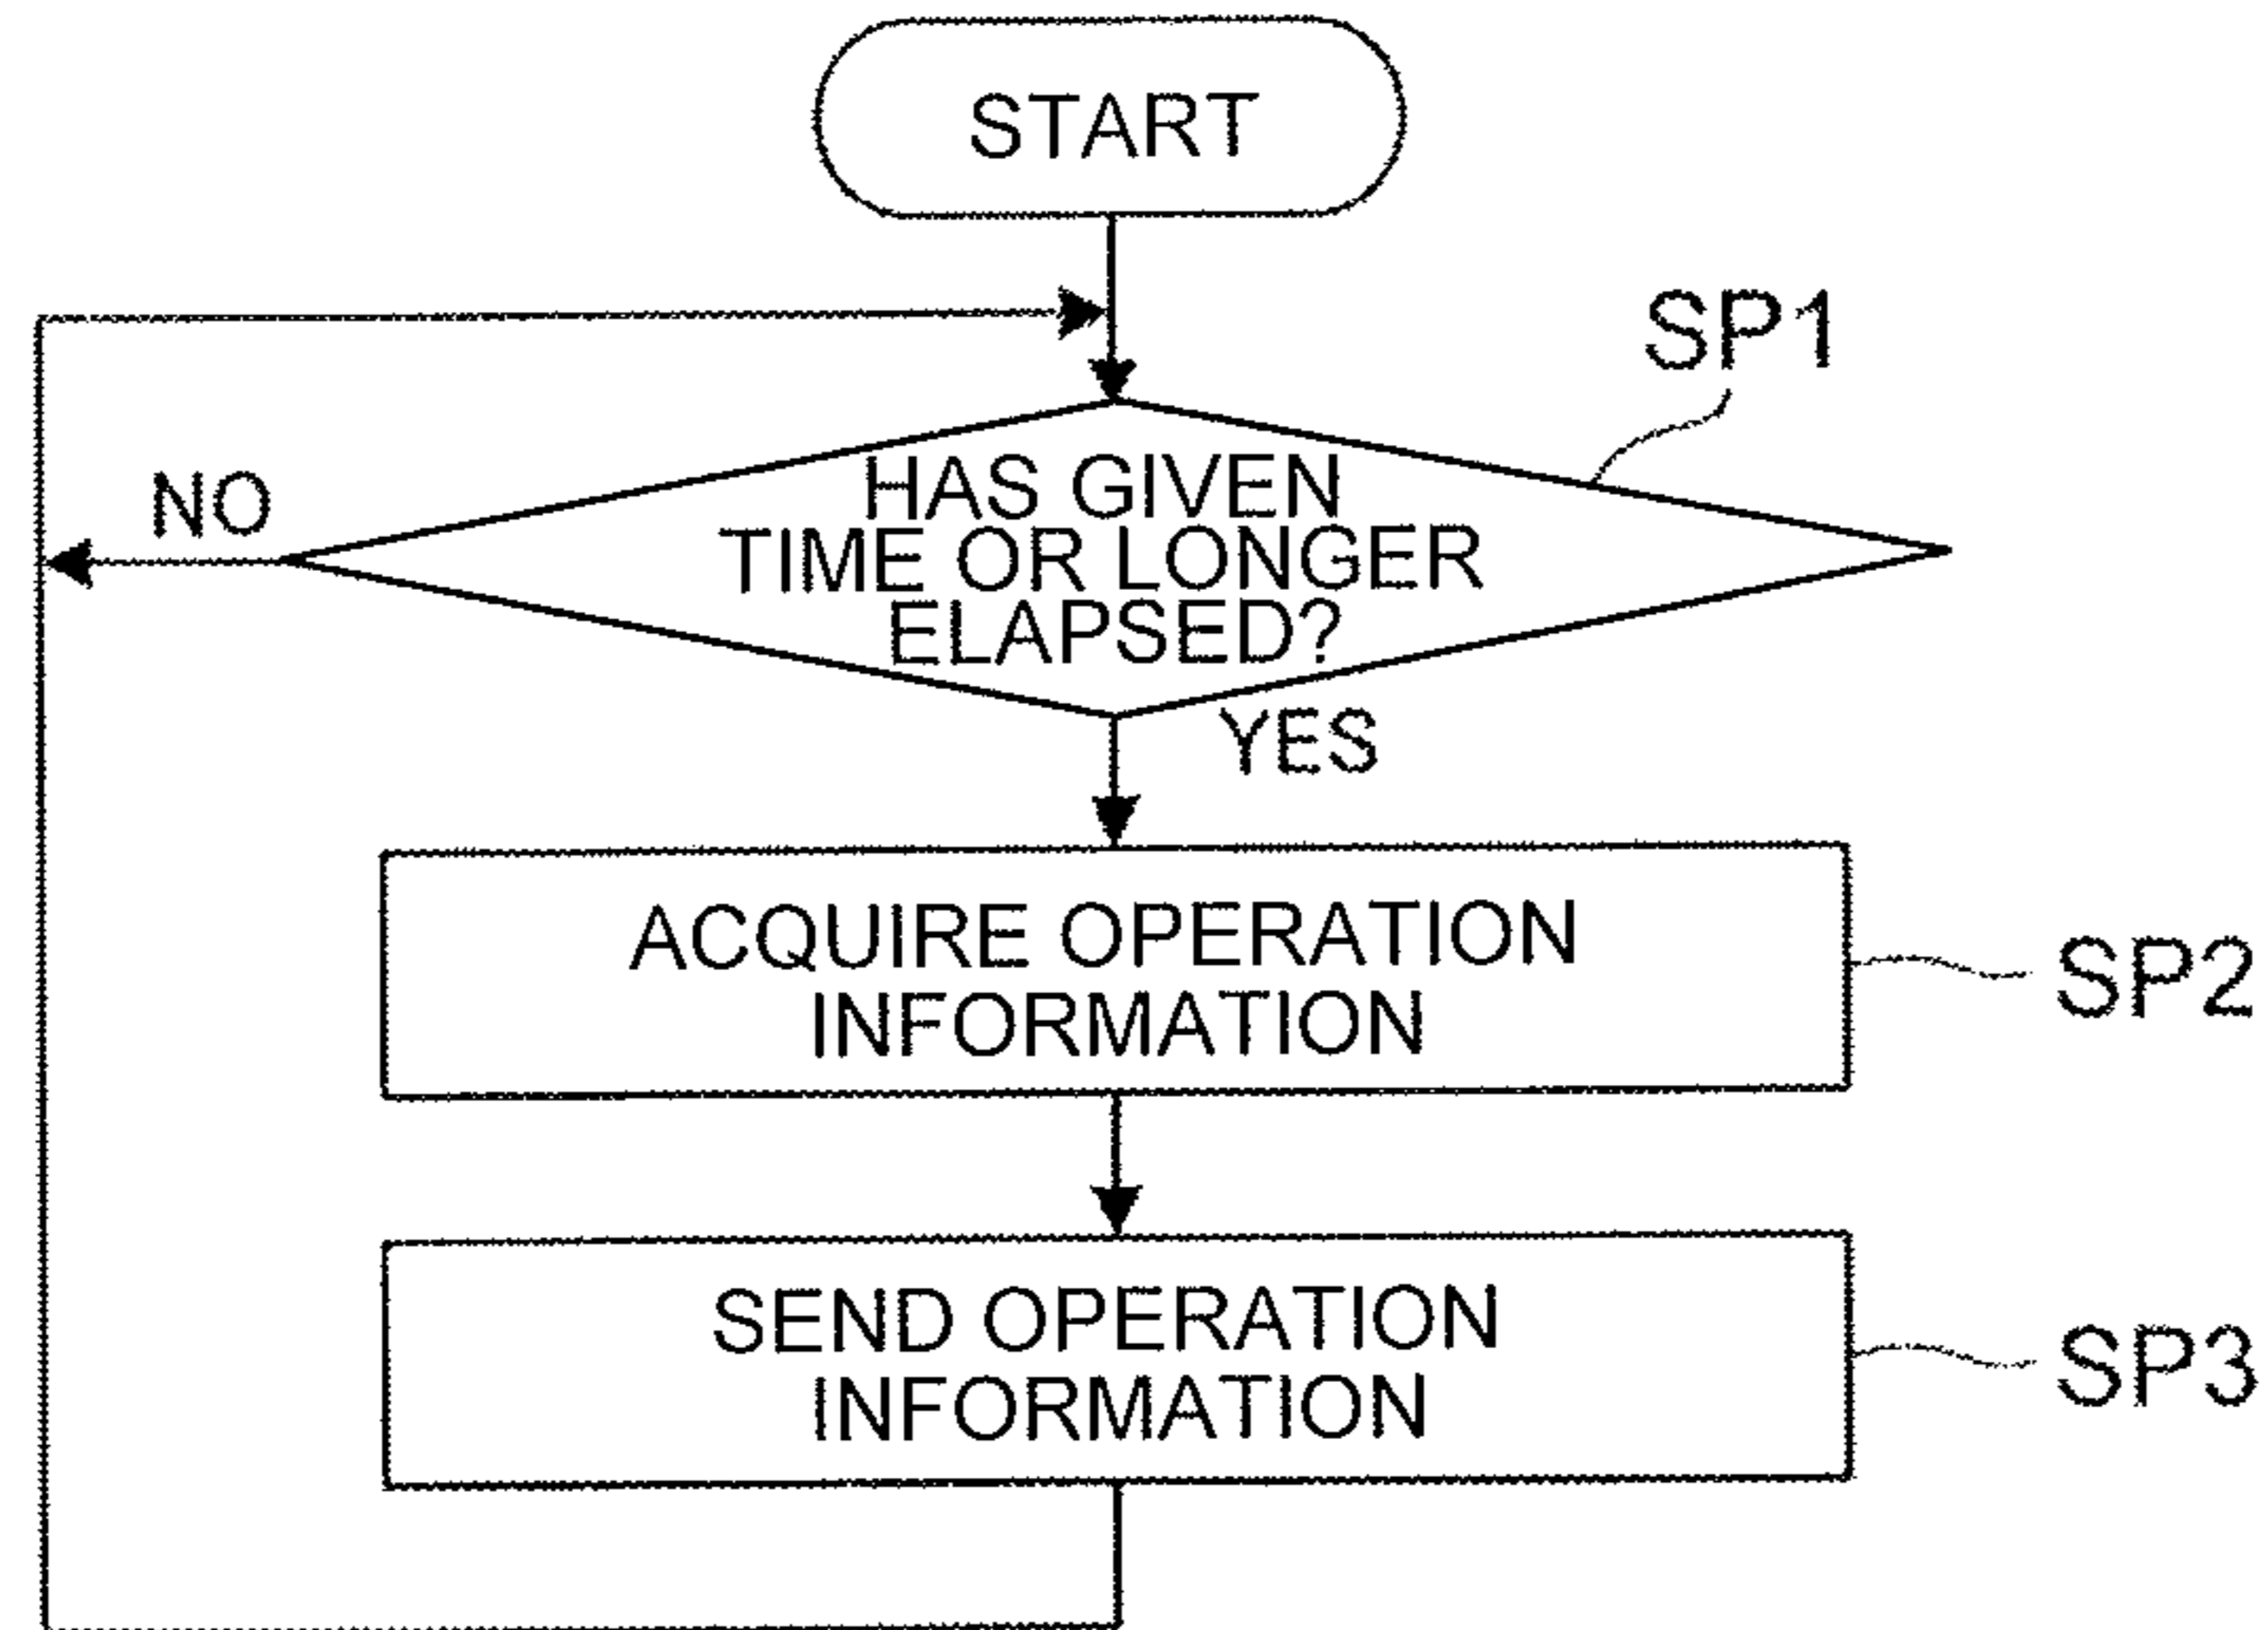 START
SP1
HAS GIVEN
TIME OR LONGER
ELAPSED?
NO
YES
ACQUIRE OPERATION
INFORMATION
SP2
SEND OPERATION
INFORMATION
SP3